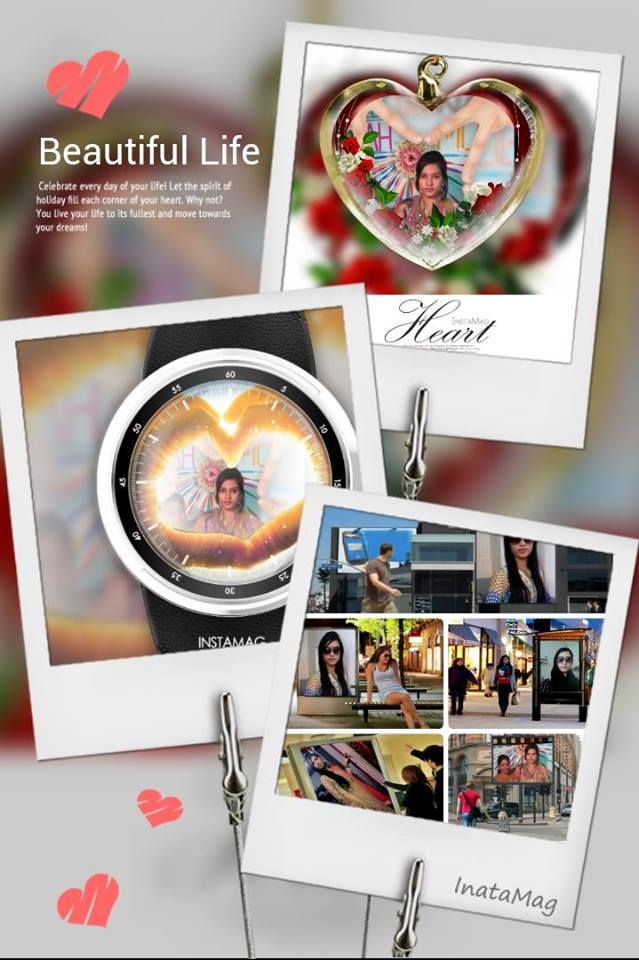 Beautiful Life
Celebrate every day of your life! Let the spirit of
holiday fill each corner of your heart. Why not?
You live your life to its fullest and move towards
your dreams!
INSTAMAG
Heart
60
55
5
50
10
45
15
40
35
30
25
INSTAMAG
InataMag